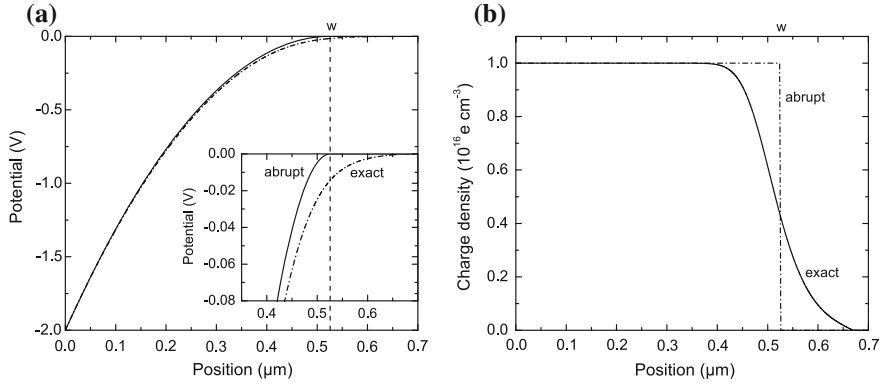 (a)
w
0.0
-0.5
-1.0
-1.5
-2.0
Potential (V)
0.0 0.1 0.2 0.3 0.4 0.5 0.6 0.7
Position (μm)
0.00
-0.02
-0.04
-0.06
-0.08
Potential (V)
abrupt
exact
0.4 0.5 0.6
(b)
w
1.0
0.8
0.6
0.4
0.2
0.0
Charge density (10¹⁶ e cm⁻³)
abrupt
exact
0.0 0.1 0.2 0.3 0.4 0.5 0.6 0.7
Position (μm)